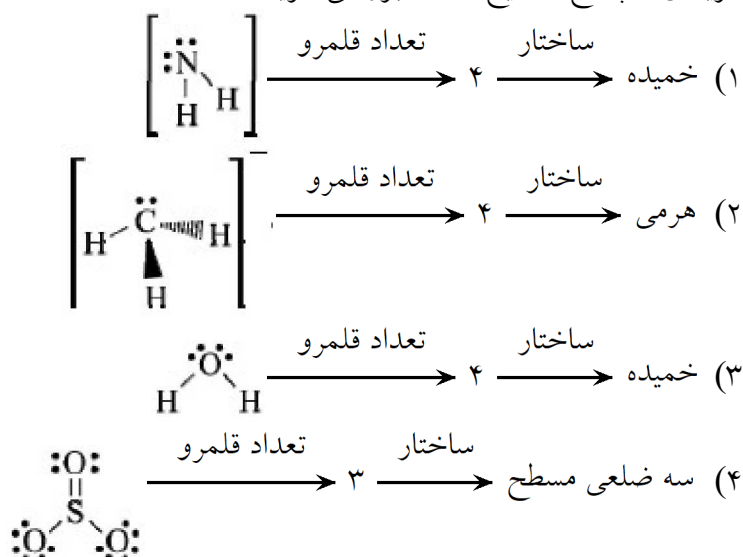 ۱) خمیده ساختار ۴ تعداد قلمرو [:N̈ H H]
۲) هرمی ساختار ۴ تعداد قلمرو [H C̈ H H]⁻
۳) خمیده ساختار ۴ تعداد قلمرو H O H
۴) سه ضلعی مسطح ساختار ۳ تعداد قلمرو :O: S :O: :O: